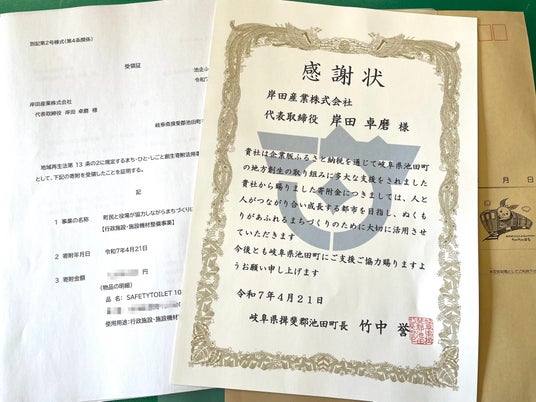 別記第2号様式(第4条関係)
受領証
池企
令和7年
岸田産業株式会社
代表取締役 岸田 卓磨 様
岐阜県揖斐郡池田町
地域再生法第 13 条の2に規定するまち・ひと・しごと創生寄附活用事
として、下記の寄附を受領したことを証明する。
記
1 事業の名称 町民と役場が協力しながらまちづくり
【行政施設・施設機材整備事業】
2 寄附年月日 令和7年4月21日
3 寄附金額
円
(物品の明細)
品名:SAFETYTOILET 10
使用用途:行政施設・施設機材
感謝状
岸田産業株式会社
代表取締役 岸田 卓磨 様
貴社は企業版ふるさと納税を通じて岐阜県池田町
の地方創生の取り組みに多大な支援をされました
貴社から賜りました寄附金につきましては、人と
人がつながり合い成長する都市を目指し、ぬくも
りがあふれるまちづくりのために大切に活用させ
ていただきます
今後とも岐阜県池田町にご支援ご協力賜りますよ
うお願い申し上げます
令和7年4月21日
岐阜県揖斐郡池田町長 竹中 誉
月 日